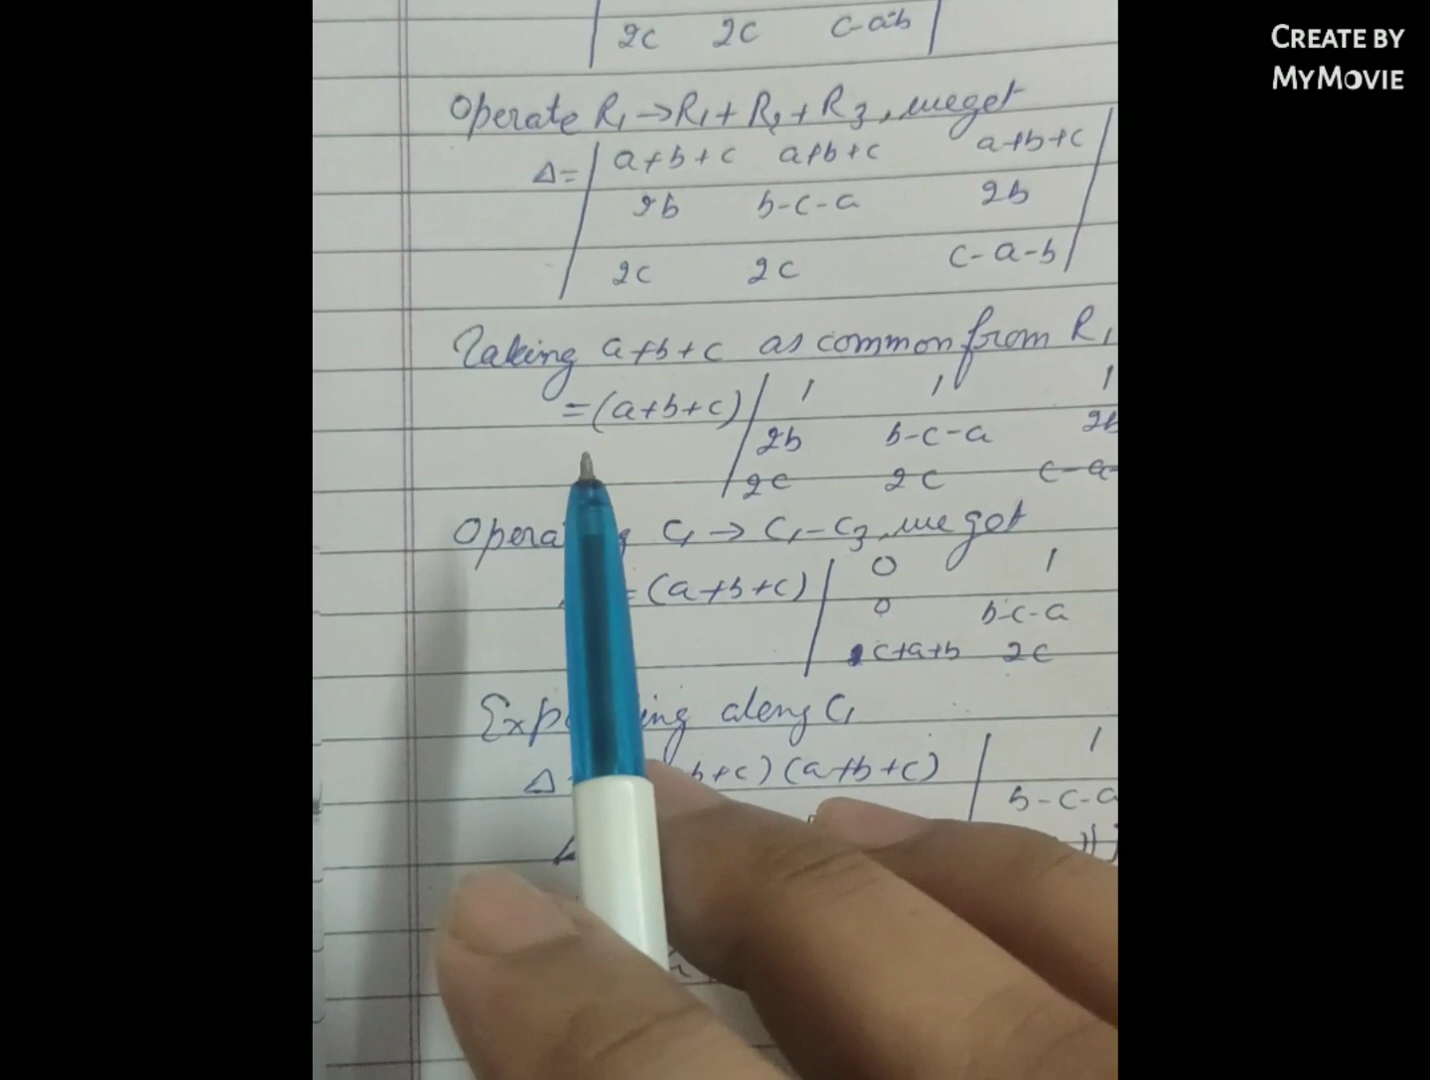 CREATE BY
MYMOVIE
2c 2c c-a-b
Operate R₁→R₁+R₂+R₃, we get
Δ= | a+b+c a+b+c a+b+c |
2b b-c-a 2b
2c 2c c-a-b
Taking a+b+c as common from R₁
=(a+b+c) | 1 1 1
2b b-c-a 2b
2c 2c c-a
C₁→C₁-C₃, we get
=(a+b+c) | 0 1
0 b-c-a
c+a+b 2c
along C₁
Δ b+c)(a+b+c) | 1
b-c-a